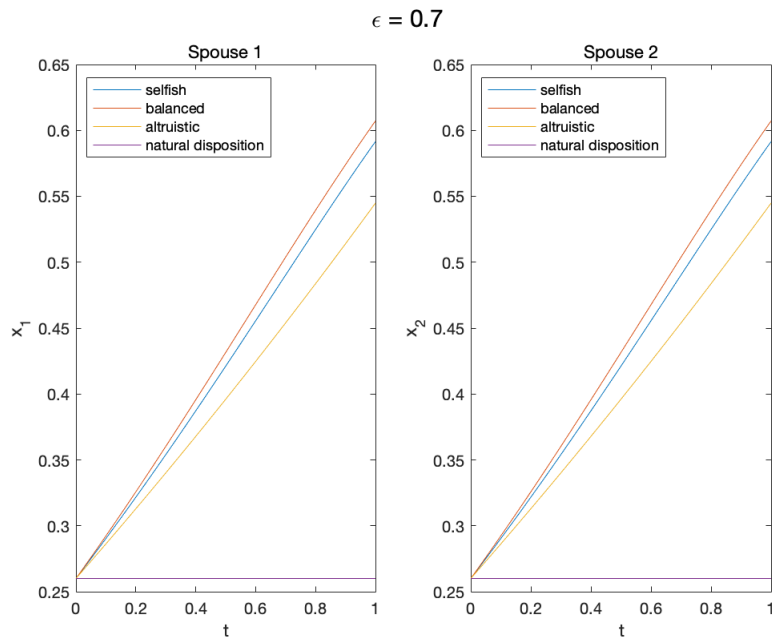 ϵ = 0.7
Spouse 1
0.65
0.6
0.55
0.5
0.45
0.4
0.35
0.3
0.25
x1
0
0.2
0.4
0.6
0.8
1
t
selfish
balanced
altruistic
natural disposition
Spouse 2
0.65
0.6
0.55
0.5
0.45
0.4
0.35
0.3
0.25
x2
0
0.2
0.4
0.6
0.8
1
t
selfish
balanced
altruistic
natural disposition